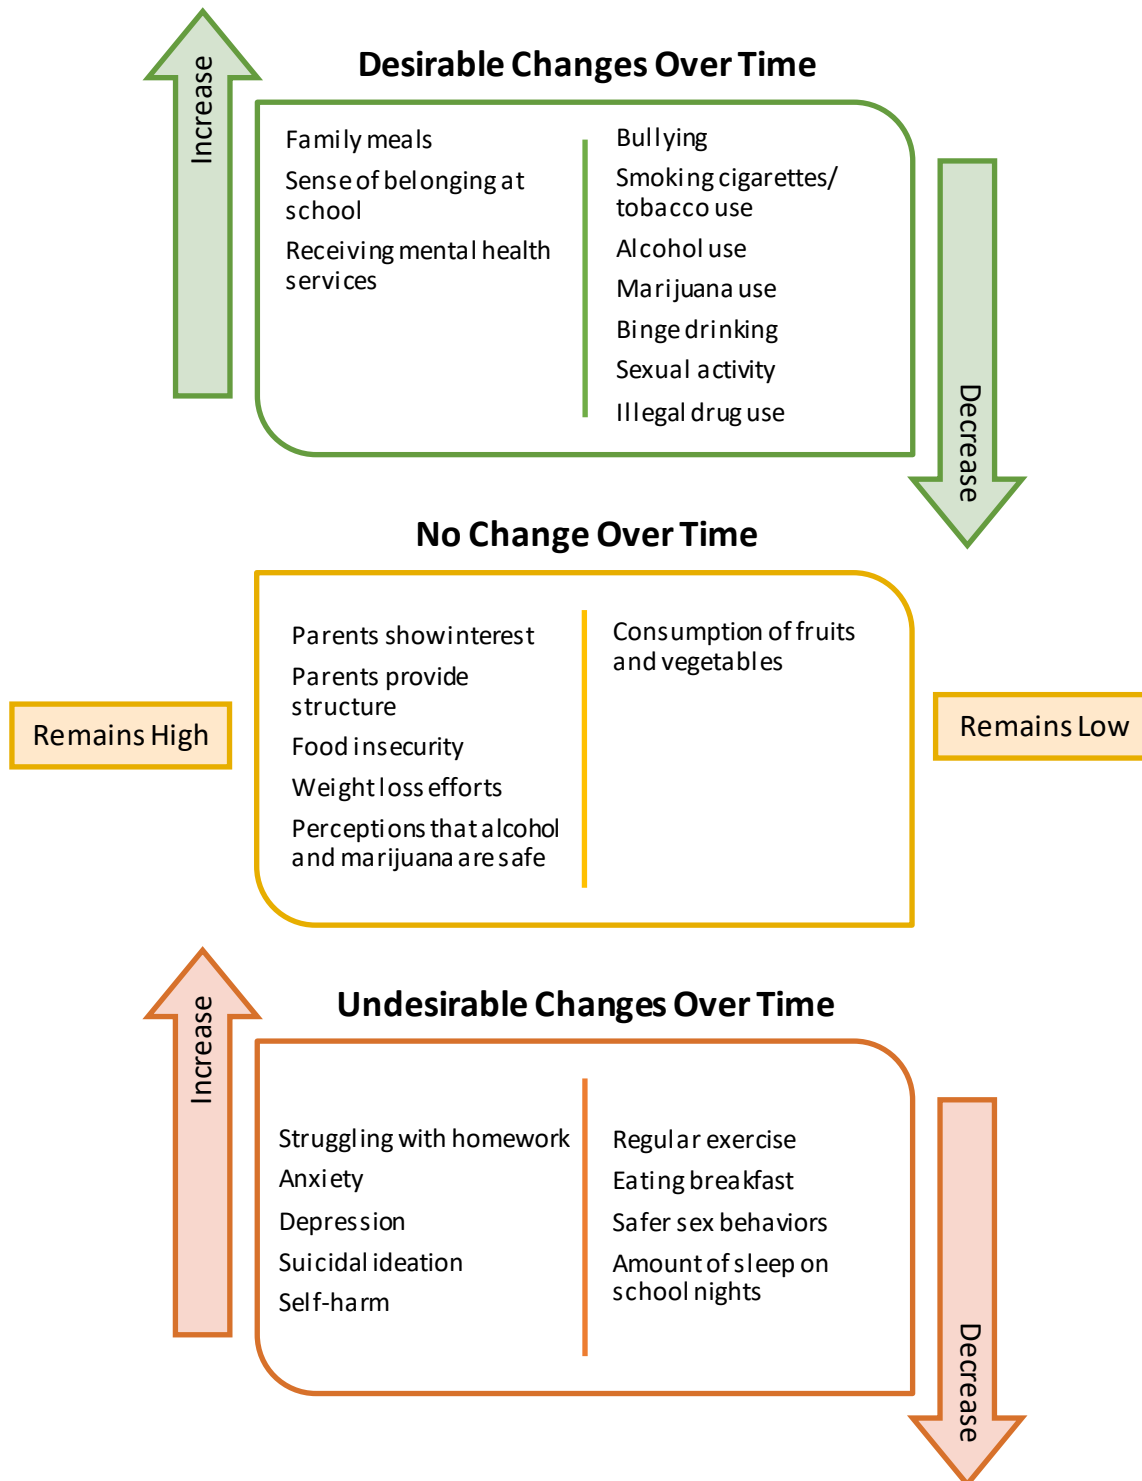 Increase
Desirable Changes Over Time
Family meals
Sense of belonging at
school
Receiving mental health
services
Bullying
Smoking cigarettes/
tobacco use
Alcohol use
Marijuana use
Binge drinking
Sexual activity
Illegal drug use
Decrease
No Change Over Time
Remains High
Parents show interest
Parents provide
structure
Food insecurity
Weight loss efforts
Perceptions that alcohol
and marijuana are safe
Consumption of fruits
and vegetables
Remains Low
Increase
Undesirable Changes Over Time
Struggling with homework
Anxiety
Depression
Suicidal ideation
Self-harm
Regular exercise
Eating breakfast
Safer sex behaviors
Amount of sleep on
school nights
Decrease